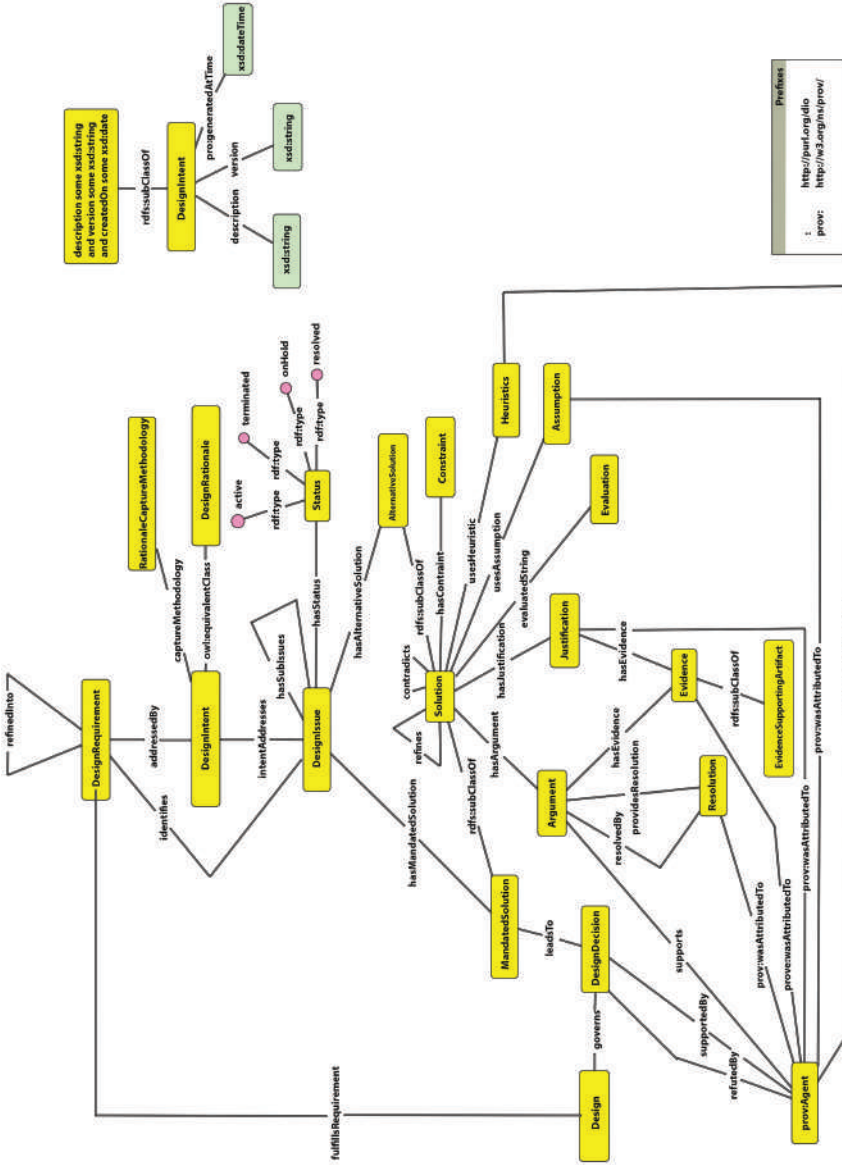 refinedInto
DesignRequirement
fulfillsRequirement
identifies
addressedBy
captureMethodology
RationaleCaptureMethodology
DesignIntent
owl:equivalentClass
DesignRationale
intentAddresses
hasSubIssues
DesignIssue
hasStatus
Status
rdf:type
active
rdf:type
terminated
rdf:type
onHold
rdf:type
resolved
description some xsd:string
and version some xsd:string
and createdOn some xsd:date
rdfs:subClassOf
DesignIntent
pro:generatedAtTime
xsd:dateTime
description
version
xsd:string
xsd:string
hasMandatedSolution
hasAlternativeSolution
AlternativeSolution
rdfs:subClassOf
contradicts
refines
Solution
hasContraint
Constraint
rdfs:subClassOf
hasArgument
hasJustification
evaluatedString
usesAssumption
usesHeuristic
Heuristics
Assumption
Evaluation
MandatedSolution
leadsTo
DesignDecision
governs
Design
Argument
Justification
hasEvidence
hasEvidence
Evidence
rdfs:subClassOf
EvidenceSupportingArtifact
resolvedBy
providesResolution
Resolution
supports
supportedBy
refutedBy
prov:wasAttributedTo
prove:wasAttributedTo
prov:wasAttributedTo
prov:wasAttributedTo
prov:Agent
Prefixes
: http://purl.org/dio
prov: http://w3.org/ns/prov/